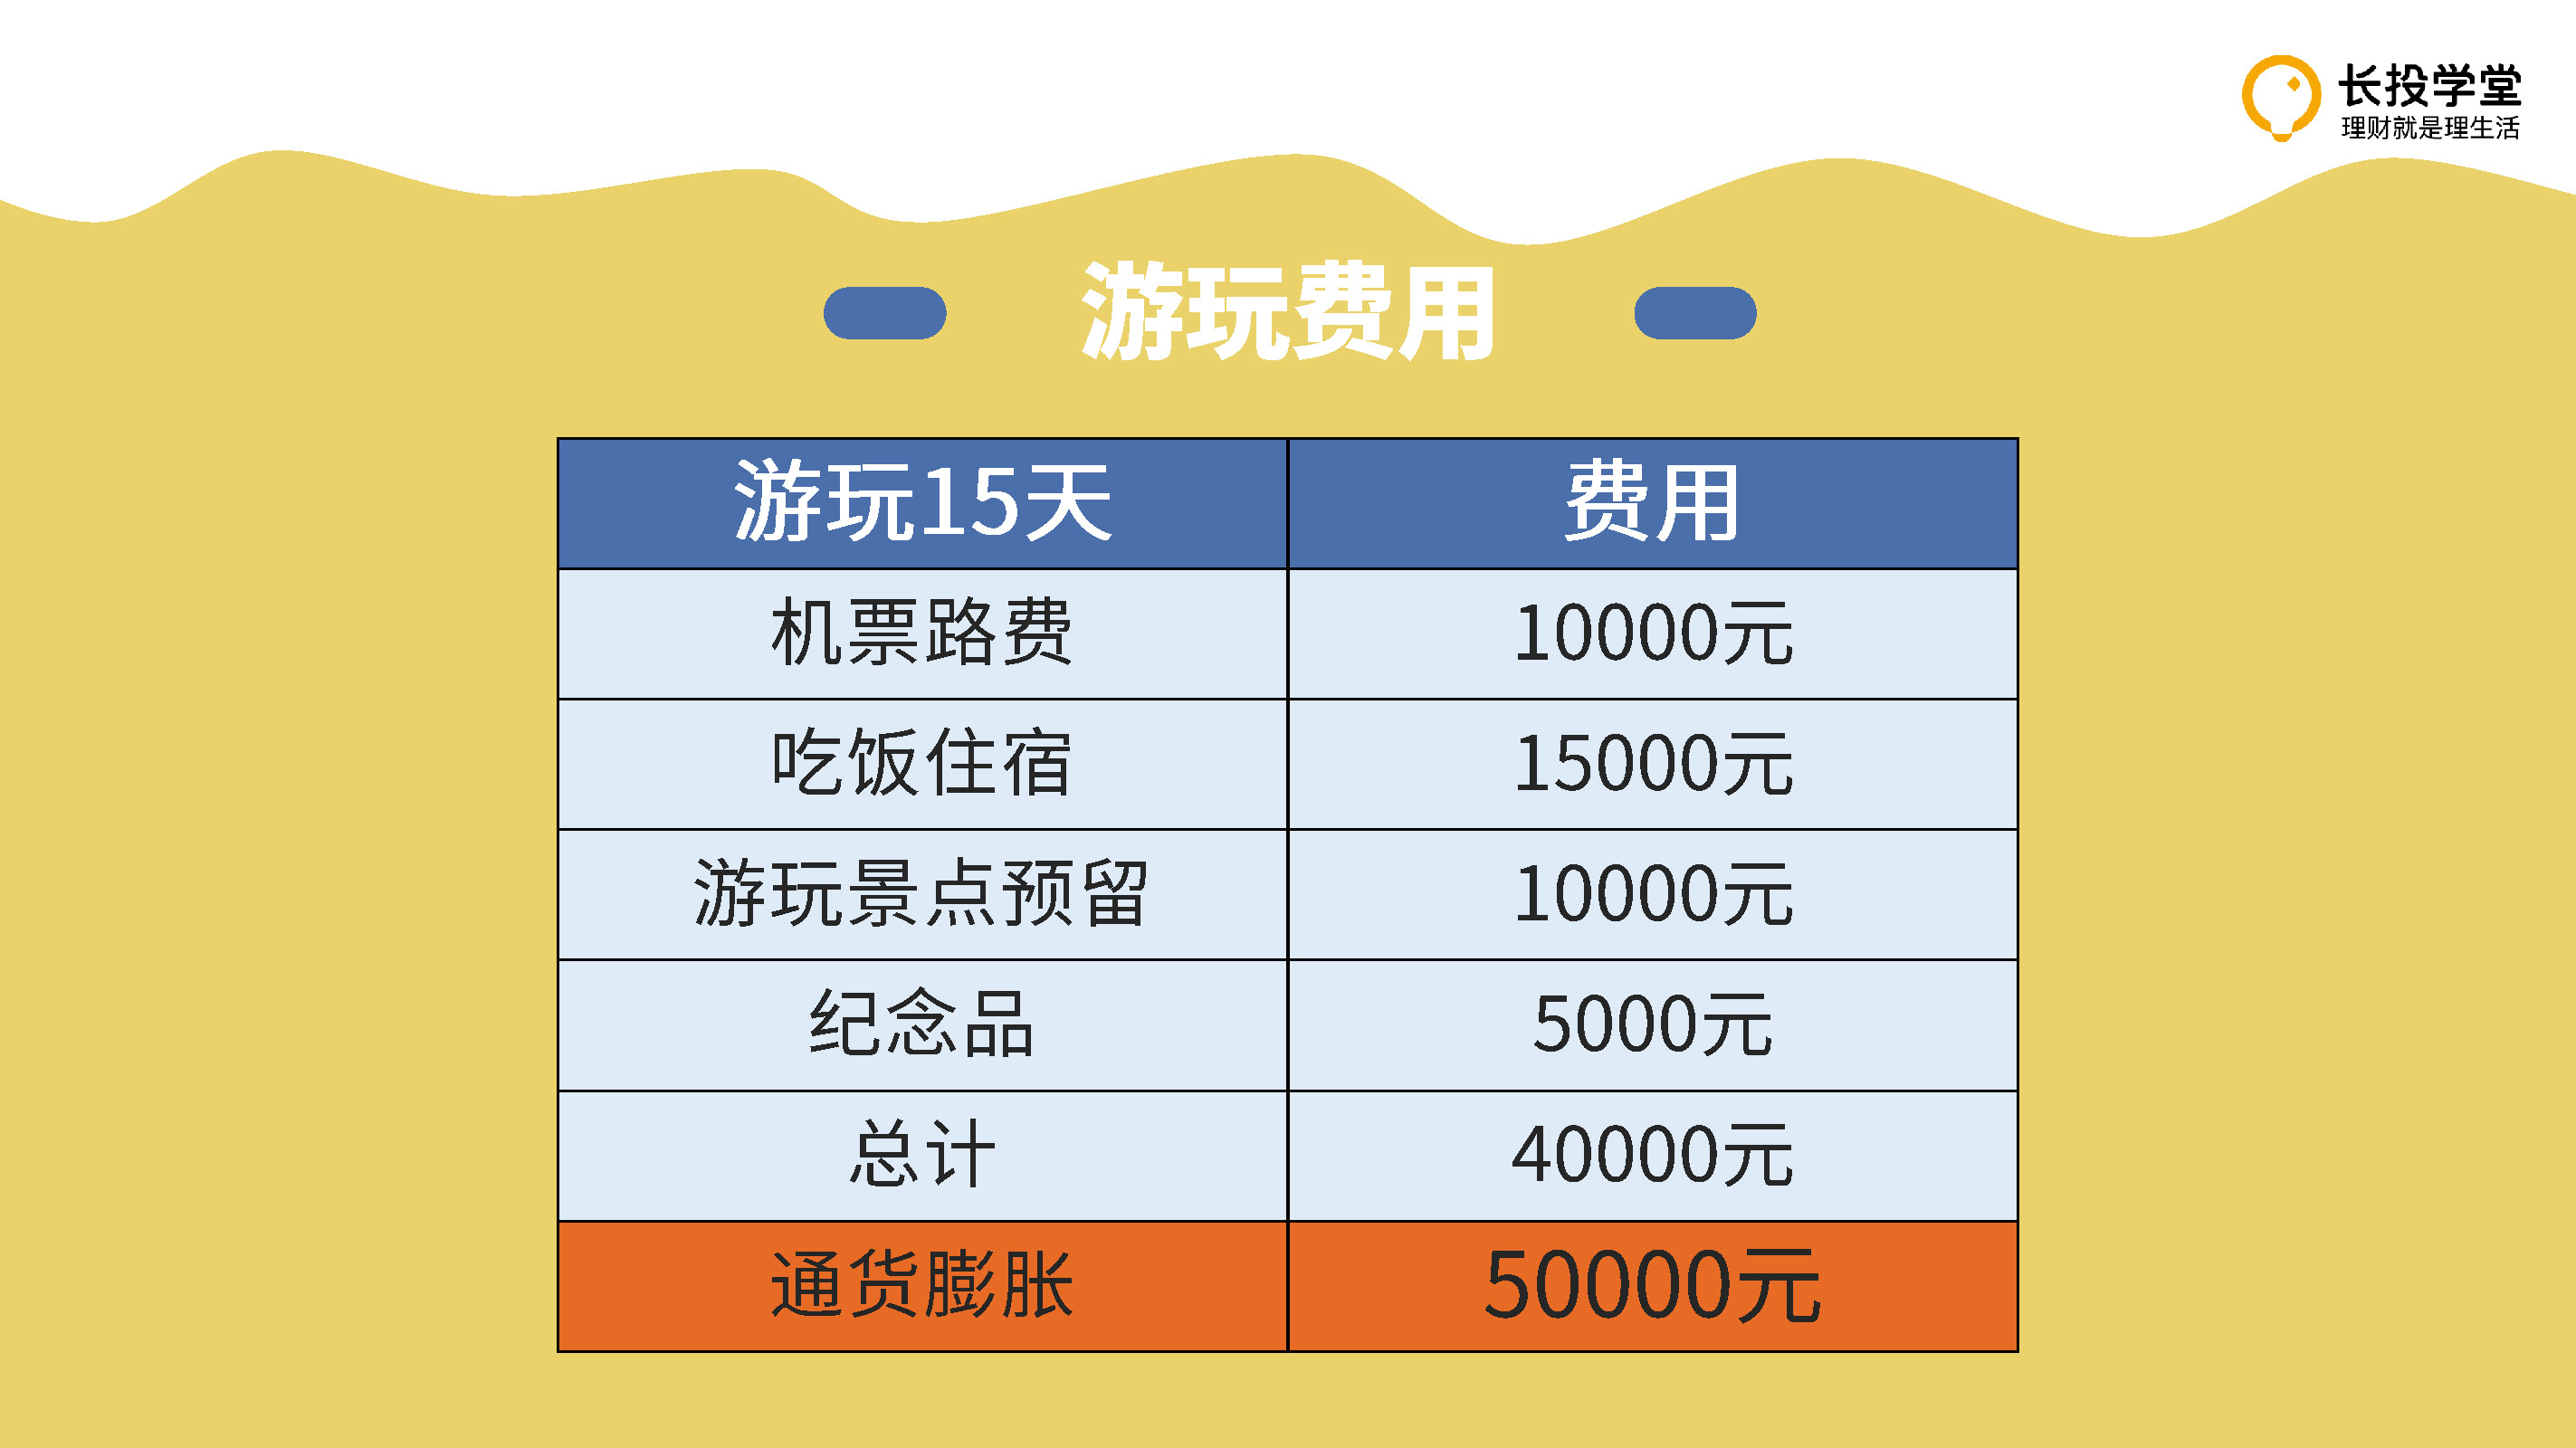 长投学堂
理财就是理生活
游玩费用
游玩15天 费用
机票路费 10000元
吃饭住宿 15000元
游玩景点预留 10000元
纪念品 5000元
总计 40000元
通货膨胀 50000元